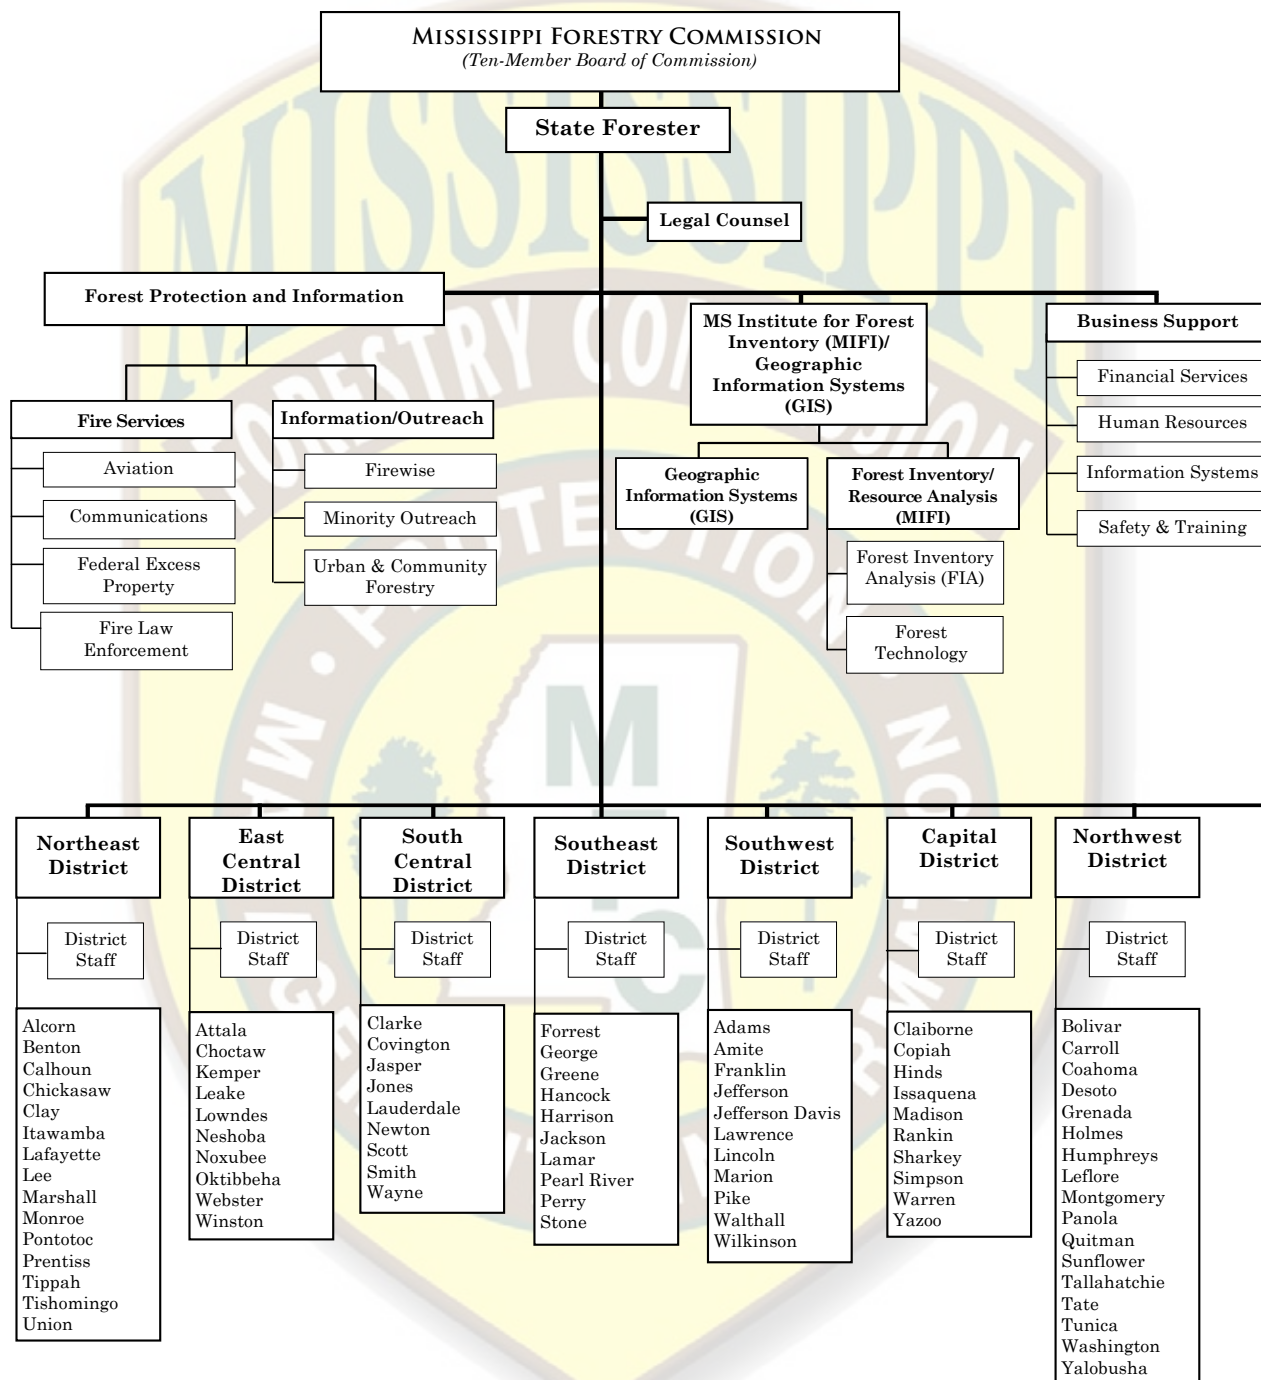 MISSISSIPPI FORESTRY COMMISSION
(Ten-Member Board of Commission)
State Forester
Legal Counsel
Forest Protection and Information
MS Institute for Forest
Inventory (MIFI)/
Geographic
Information Systems
(GIS)
Business Support
Financial Services
Human Resources
Information Systems
Safety & Training
Fire Services
Aviation
Communications
Federal Excess
Property
Fire Law
Enforcement
Information/Outreach
Firewise
Minority Outreach
Urban & Community
Forestry
Geographic
Information Systems
(GIS)
Forest Inventory/
Resource Analysis
(MIFI)
Forest Inventory
Analysis (FIA)
Forest
Technology
Northeast
District
District
Staff
Alcorn
Benton
Calhoun
Chickasaw
Clay
Itawamba
Lafayette
Lee
Marshall
Monroe
Pontotoc
Prentiss
Tippah
Tishomingo
Union
East
Central
District
District
Staff
Attala
Choctaw
Kemper
Leake
Lowndes
Neshoba
Noxubee
Oktibbeha
Webster
Winston
South
Central
District
District
Staff
Clarke
Covington
Jasper
Jones
Lauderdale
Newton
Scott
Smith
Wayne
Southeast
District
District
Staff
Forrest
George
Greene
Hancock
Harrison
Jackson
Lamar
Pearl River
Perry
Stone
Southwest
District
District
Staff
Adams
Amite
Franklin
Jefferson
Jefferson Davis
Lawrence
Lincoln
Marion
Pike
Walthall
Wilkinson
Capital
District
District
Staff
Claiborne
Copiah
Hinds
Issaquena
Madison
Rankin
Sharkey
Simpson
Warren
Yazoo
Northwest
District
District
Staff
Bolivar
Carroll
Coahoma
Desoto
Grenada
Holmes
Humphreys
Leflore
Montgomery
Panola
Quitman
Sunflower
Tallahatchie
Tate
Tunica
Washington
Yalobusha
MISSISSIPPI
FORESTRY COMMISSION
PROTECTION